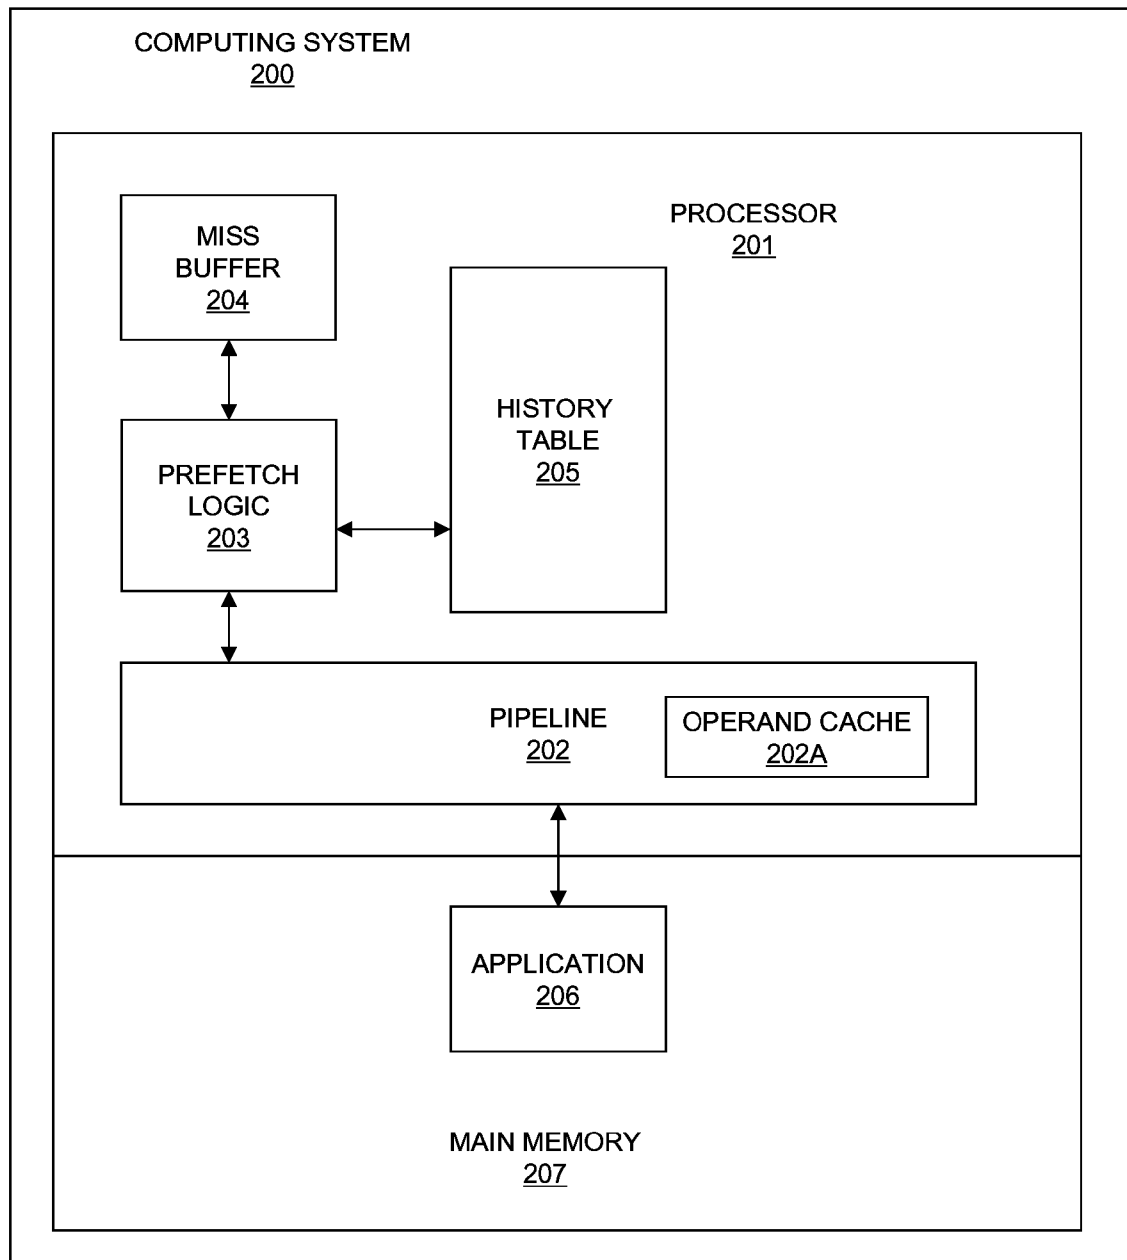 COMPUTING SYSTEM
200
PROCESSOR
201
MISS
BUFFER
204
HISTORY
TABLE
205
PREFETCH
LOGIC
203
PIPELINE
202
OPERAND CACHE
202A
APPLICATION
206
MAIN MEMORY
207